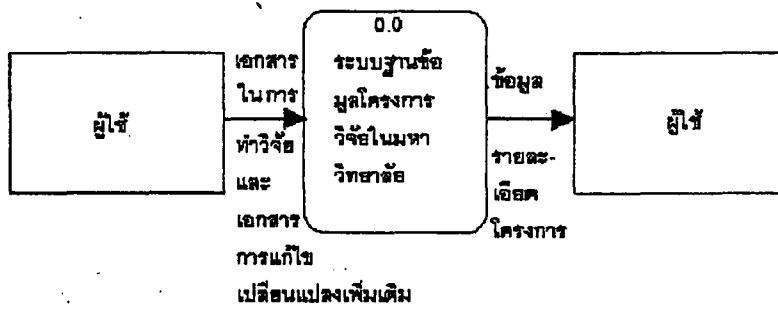 0.0
เอกสาร
ในการ
ทำวิจัย
และ
เอกสาร
การแก้ไข
เปลี่ยนแปลงเพิ่มเติม
ผู้ใช้
ระบบฐานข้อ
มูลโครงการ
วิจัยในมหา
วิทยาลัย
ข้อมูล
รายละ-
เอียด
โครงการ
ผู้ใช้